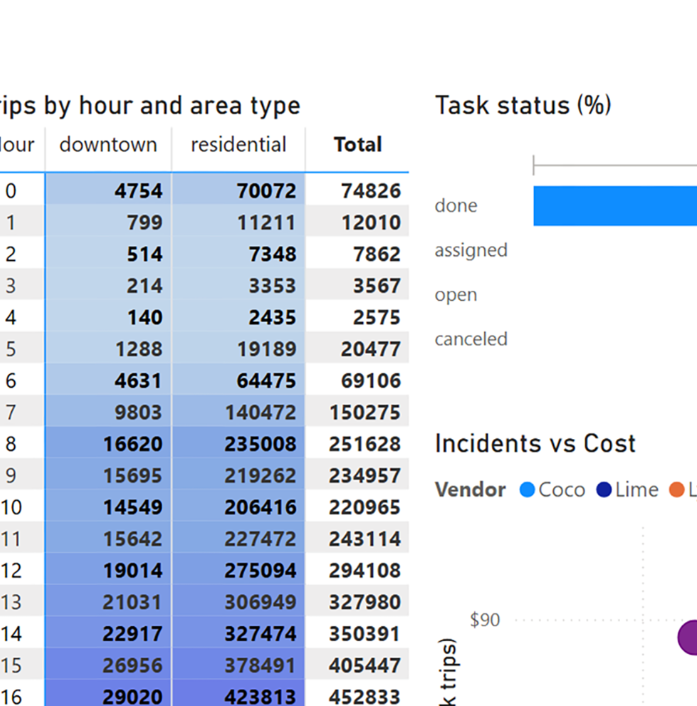 rips by hour and area type
our downtown residential Total
0 4754 70072 74826
1 799 11211 12010
2 514 7348 7862
3 214 3353 3567
4 140 2435 2575
5 1288 19189 20477
6 4631 64475 69106
7 9803 140472 150275
8 16620 235008 251628
9 15695 219262 234957
10 14549 206416 220965
11 15642 227472 243114
12 19014 275094 294108
13 21031 306949 327980
14 22917 327474 350391
15 26956 378491 405447
16 29020 423813 452833
Task status (%)
done
assigned
open
canceled
Incidents vs Cost
Vendor Coco Lime L
$90
k trips)